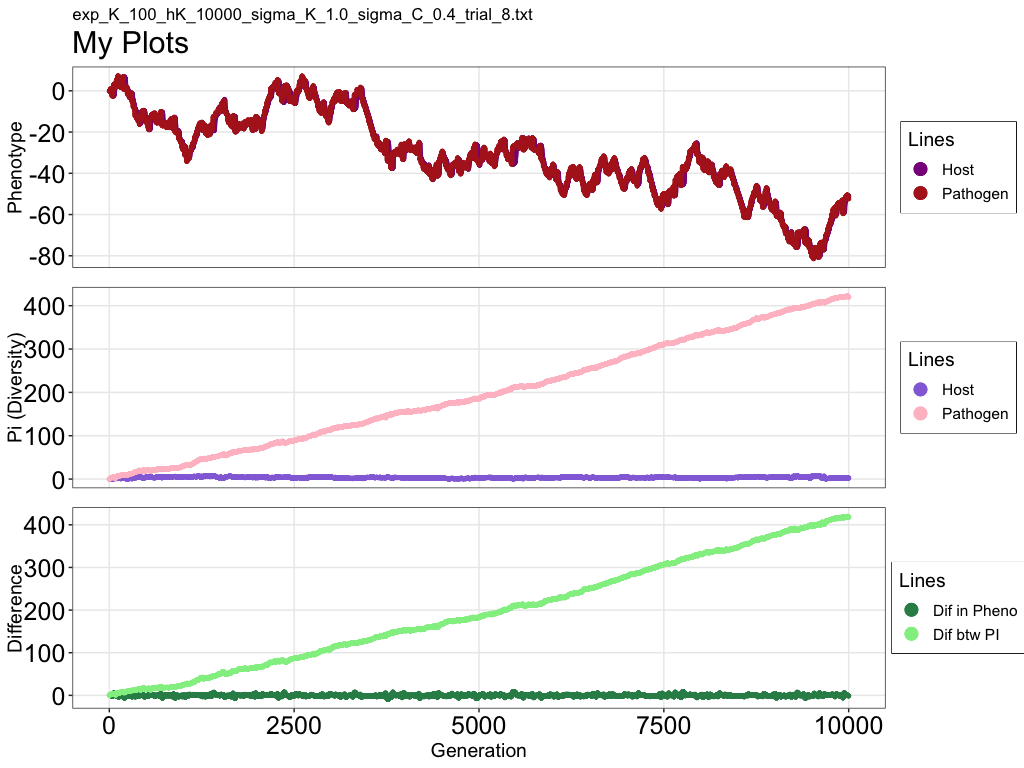 exp_K_100_hK_10000_sigma_K_1.0_sigma_C_0.4_trial_8.txt
My Plots
Phenotype
0
-20
-40
-60
-80
Lines
Host
Pathogen
Pi (Diversity)
400
300
200
100
0
Lines
Host
Pathogen
Difference
400
300
200
100
0
Lines
Dif in Pheno
Dif btw PI
0 2500 5000 7500 10000
Generation